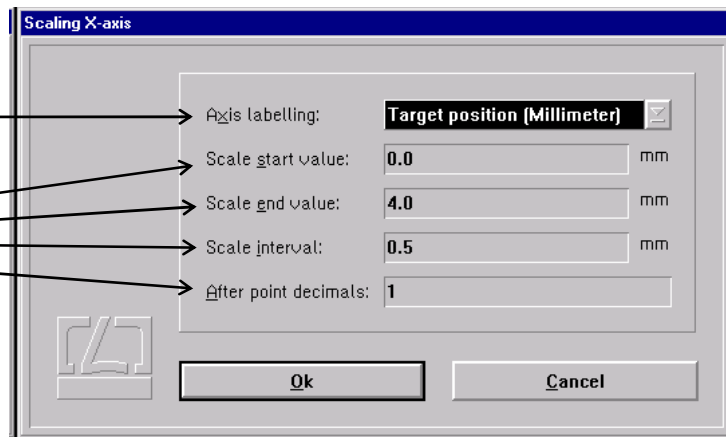 Scaling X-axis
Axis labelling: Target position (Millimeter)
Scale start value: 0.0 mm
Scale end value: 4.0 mm
Scale interval: 0.5 mm
After point decimals: 1
Ok Cancel